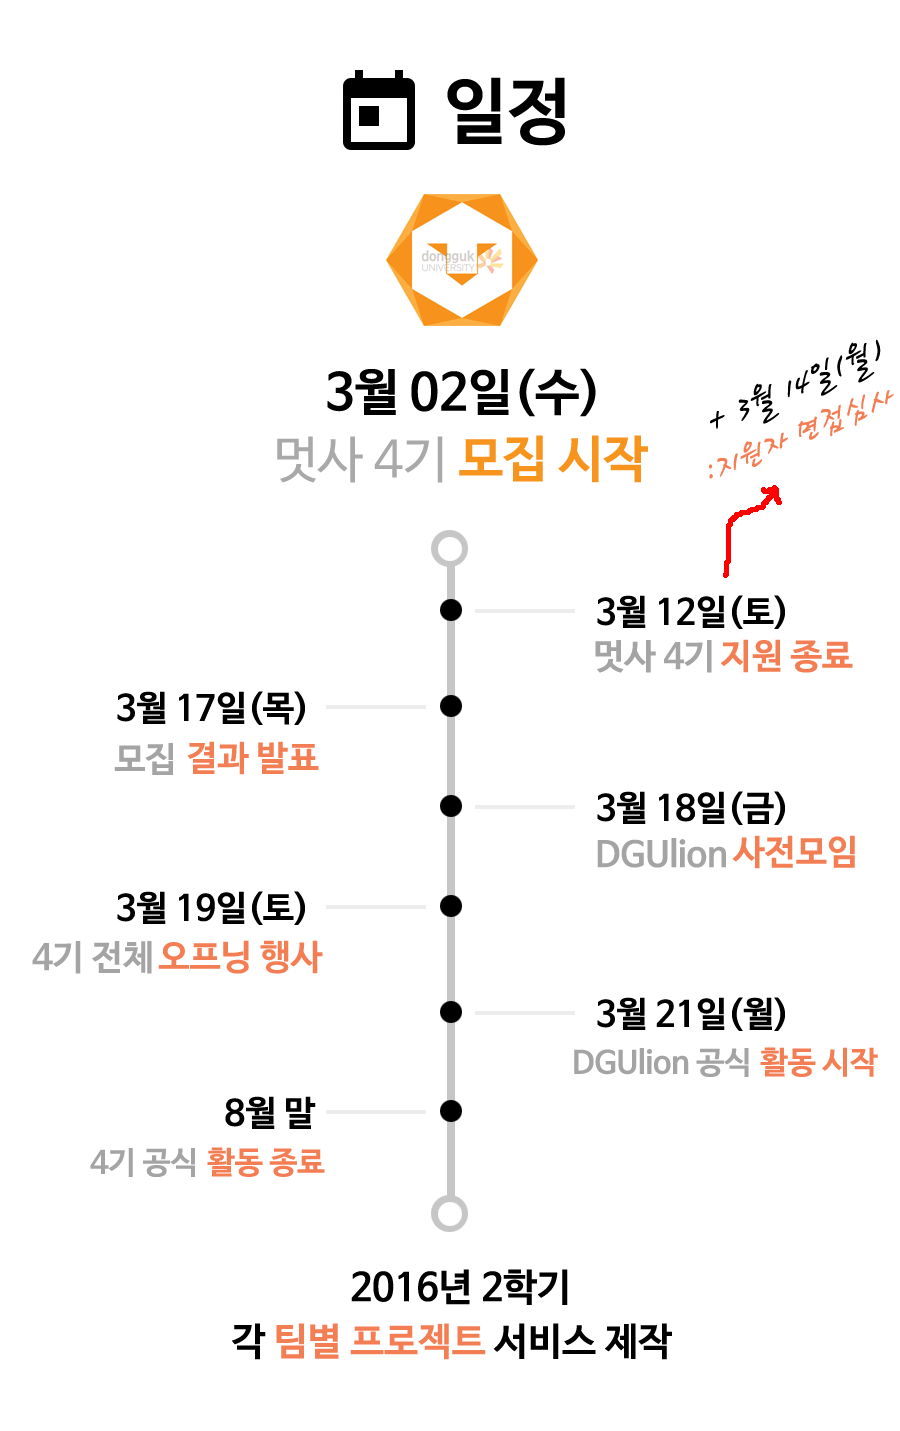 일정
dongguk
UNIVERSITY
3월 02일(수)
멋사 4기 모집 시작
+ 3월 14일(월)
:지원자 면접심사
3월 12일(토)
멋사 4기 지원 종료
3월 17일(목)
모집 결과 발표
3월 18일(금)
DGUlion 사전모임
3월 19일(토)
4기 전체 오프닝 행사
3월 21일(월)
DGUlion 공식 활동 시작
8월 말
4기 공식 활동 종료
2016년 2학기
각 팀별 프로젝트 서비스 제작